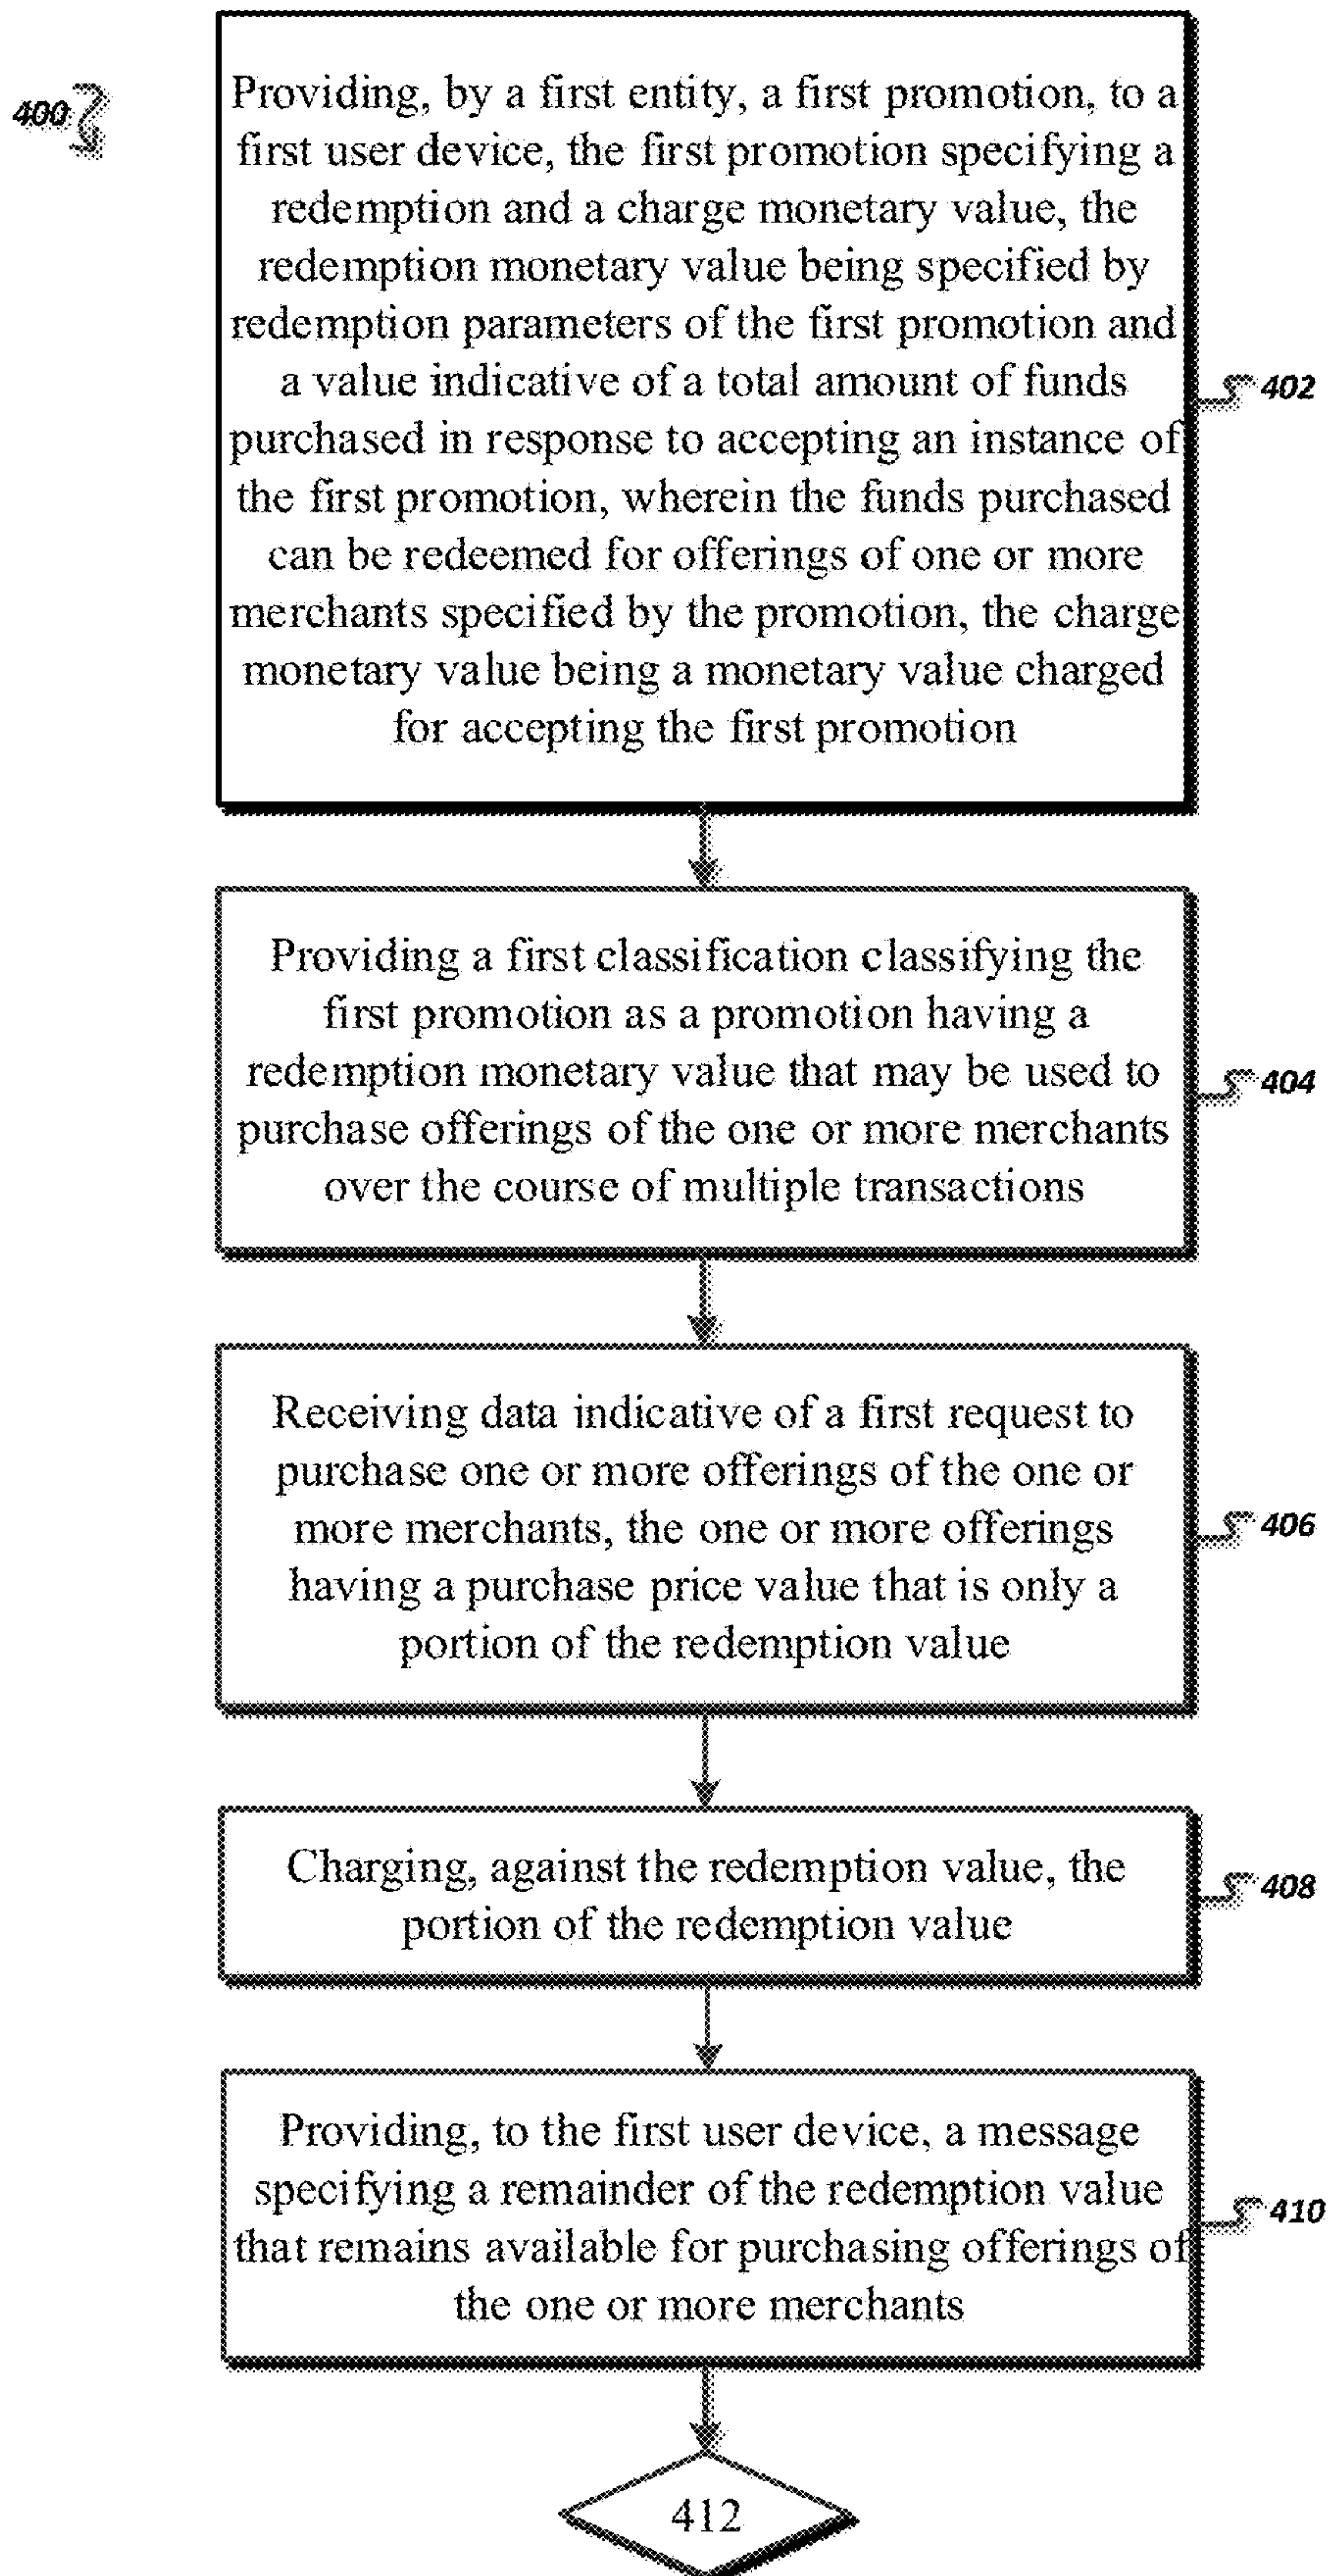 400
Providing, by a first entity, a first promotion, to a
first user device, the first promotion specifying a
redemption and a charge monetary value, the
redemption monetary value being specified by
redemption parameters of the first promotion and
a value indicative of a total amount of funds
purchased in response to accepting an instance of
the first promotion, wherein the funds purchased
can be redeemed for offerings of one or more
merchants specified by the promotion, the charge
monetary value being a monetary value charged
for accepting the first promotion
402
Providing a first classification classifying the
first promotion as a promotion having a
redemption monetary value that may be used to
purchase offerings of the one or more merchants
over the course of multiple transactions
404
Receiving data indicative of a first request to
purchase one or more offerings of the one or
more merchants, the one or more offerings
having a purchase price value that is only a
portion of the redemption value
406
Charging, against the redemption value, the
portion of the redemption value
408
Providing, to the first user device, a message
specifying a remainder of the redemption value
that remains available for purchasing offerings of
the one or more merchants
410
412